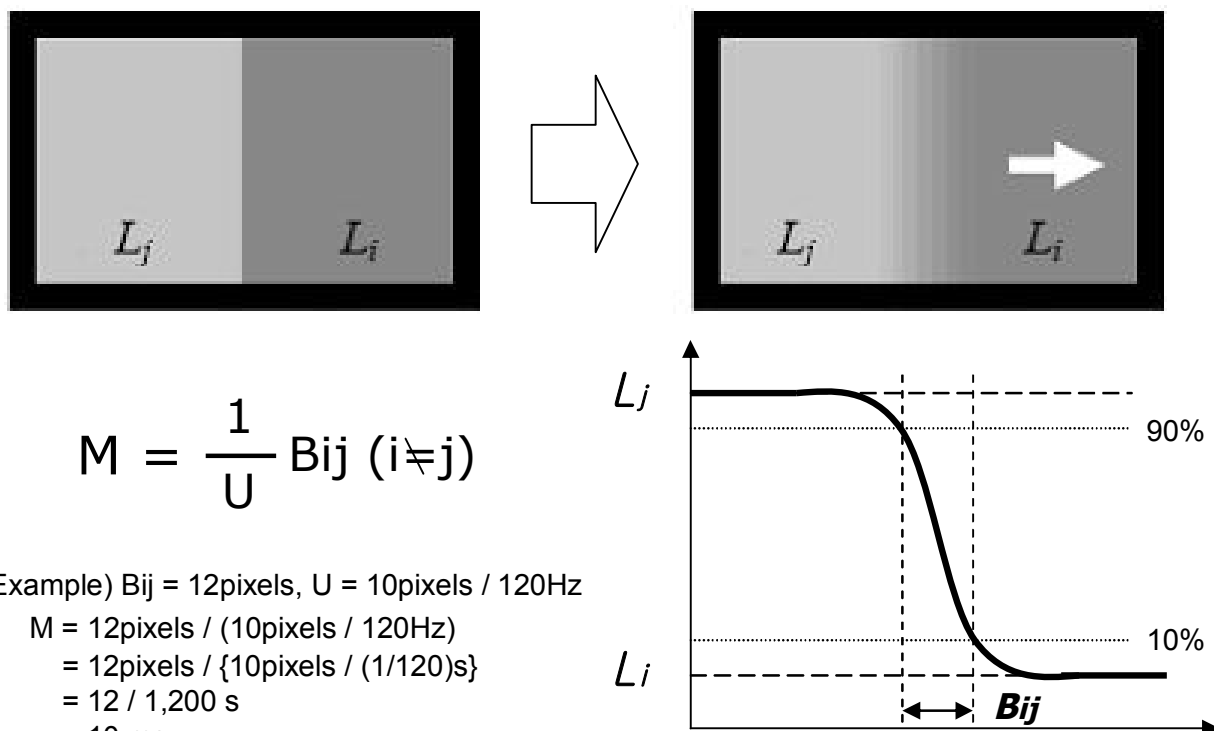 Lj Li
Lj Li
M = 1 / U Bij (i≒j)
Example) Bij = 12pixels, U = 10pixels / 120Hz
M = 12pixels / (10pixels / 120Hz)
= 12pixels / {10pixels / (1/120)s}
= 12 / 1,200 s
Lj
90%
10%
Li
Bij